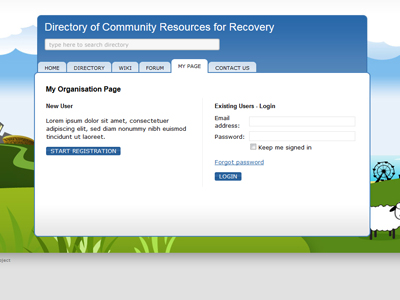 Directory of Community Resources for Recovery
type here to search directory
HOME DIRECTORY WIKI FORUM MY PAGE CONTACT US
My Organisation Page
New User
Lorem ipsum dolor sit amet, consectetuer
adipiscing elit, sed diam nonummy nibh euismod
tincidunt ut laoreet.
START REGISTRATION
Existing Users - Login
Email
address:
Password:
Keep me signed in
Forgot password
LOGIN